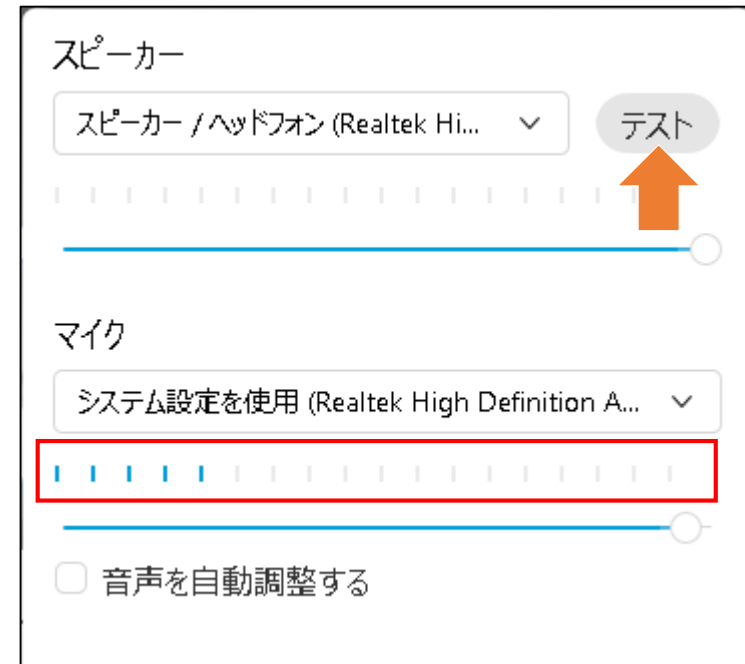 スピーカー
スピーカー / ヘッドフォン (Realtek Hi...
テスト
マイク
システム設定を使用 (Realtek High Definition A...
音声を自動調整する